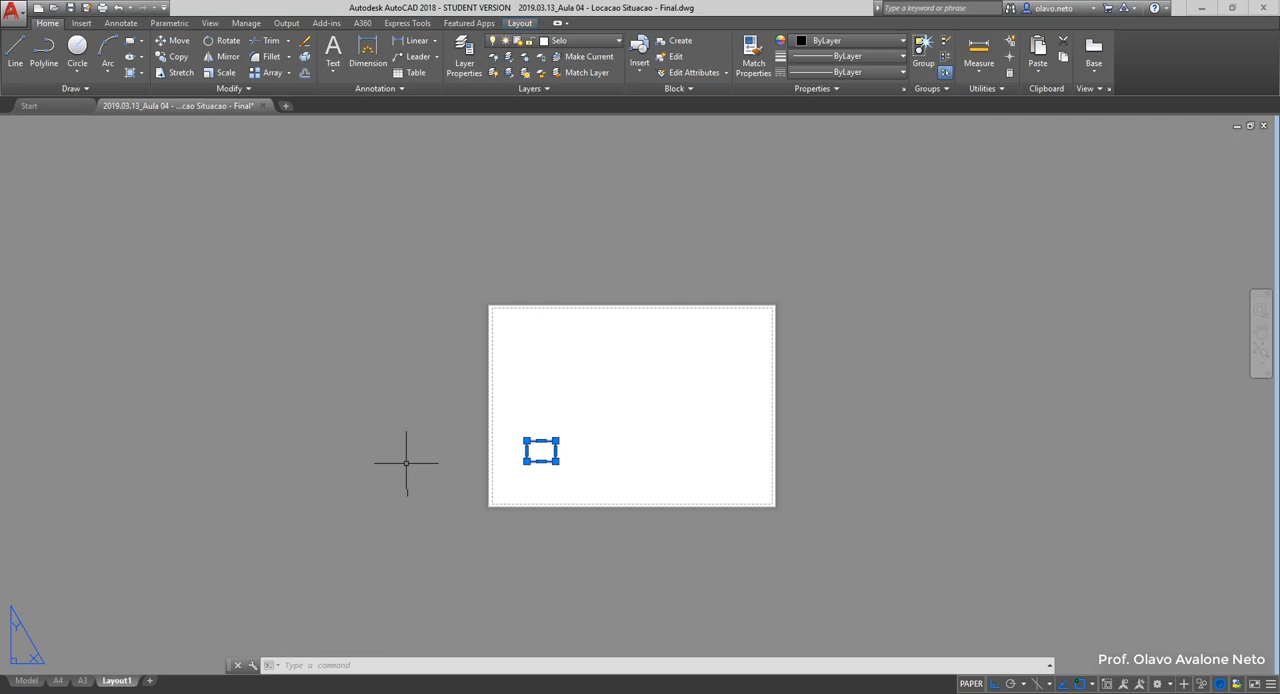 Autodesk AutoCAD 2018 - STUDENT VERSION 2019.03.13_Aula 04 - Locacao Situacao - Final.dwg
Type a keyword or phrase
olavo.neto
Home Insert Annotate Parametric View Manage Output Add-ins A360 Express Tools Featured Apps Layout
Line Polyline Circle Arc
Move Rotate Trim
Copy Mirror Fillet
Stretch Scale Array
Text Dimension
Linear
Leader
Table
Layer Properties
Selo
Make Current
Match Layer
Insert
Create
Edit
Edit Attributes
Match Properties
ByLayer
ByLayer
ByLayer
Group
Measure
Paste
Base
Draw Modify Annotation Layers Block Properties Groups Utilities Clipboard View
Start 2019.03.13_Aula 04 - ...cao Situacao - Final*
Y
X
Type a command
Prof. Olavo Avalone Neto
Model A4 A3 Layout1
PAPER